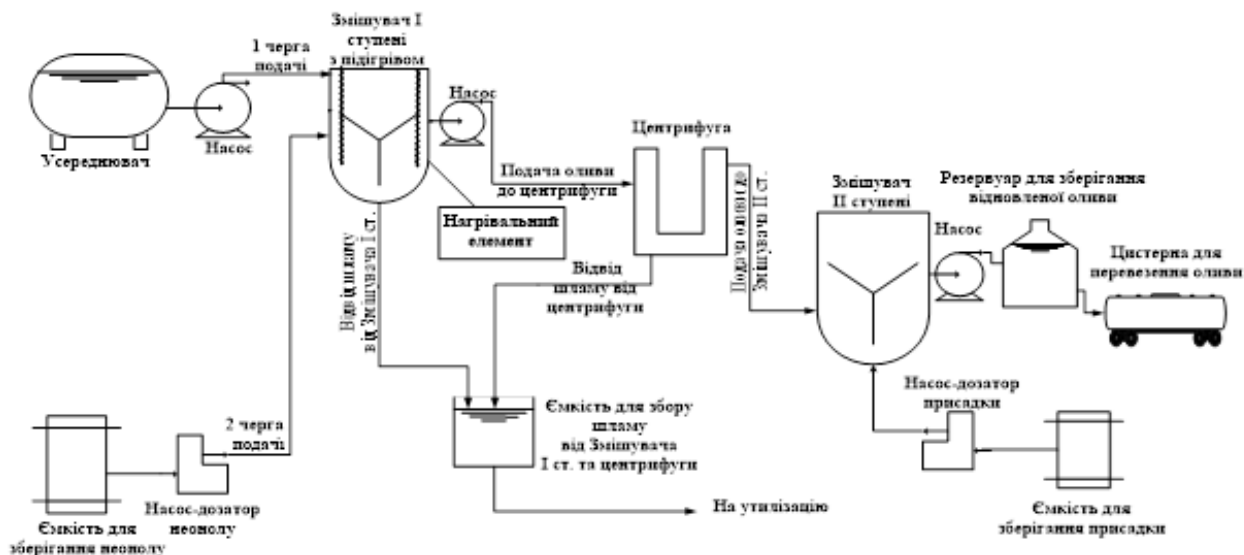 Змішувач І
ступені
з підігрівом
1 черга
подачі
Насос
Усереднювач
Насос
Подача оливи
до центрифуги
Центрифуга
Нагрівальний
елемент
Відвід шламу
від Змішувача І ст.
Відвід
шламу від
центрифуги
Подача оливи до
Змішувача ІІ ст.
Змішувач
ІІ ступені
Резервуар для зберігання
відновленої оливи
Насос
Цистерна для
перевезення оливи
2 черга
подачі
Насос-дозатор
неонолу
Ємкість для
зберігання неонолу
Ємкість для збору
шламу
від Змішувача
І ст. та центрифуги
На утилізацію
Насос-дозатор
присадки
Ємкість для
зберігання присадки